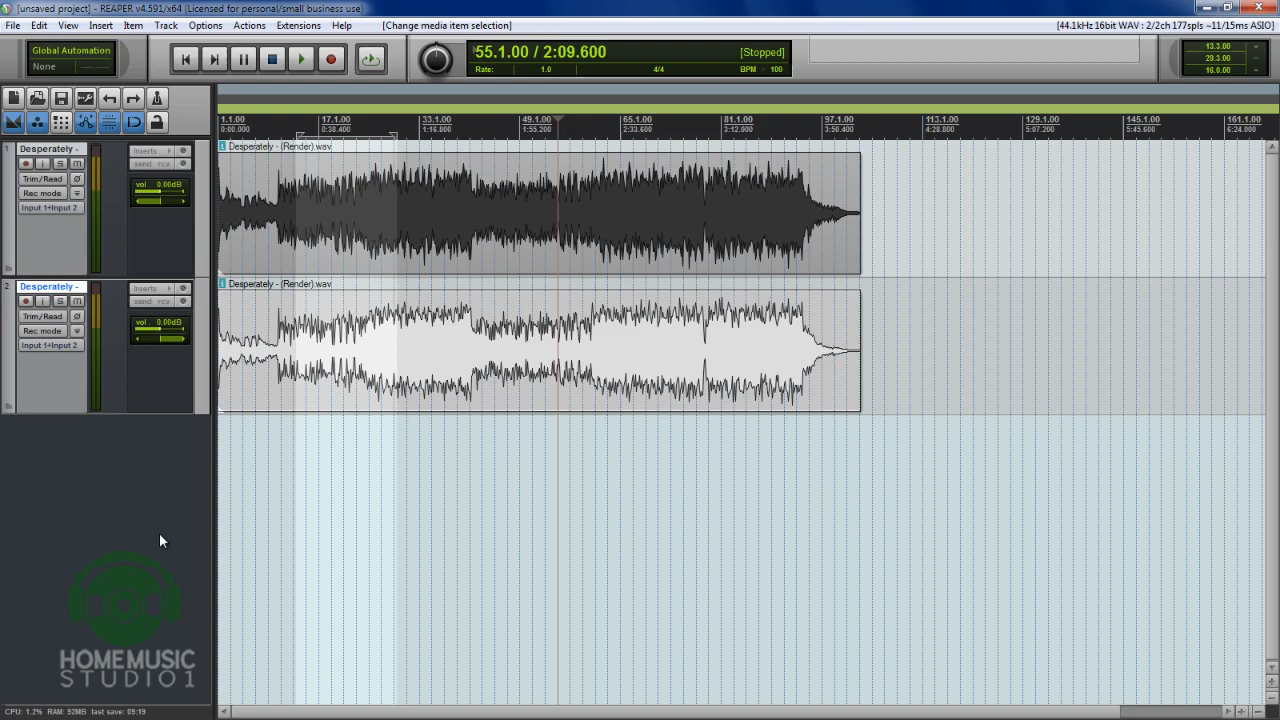 [unsaved project] - REAPER v4.591/x64 (Licensed for personal/small business use)
File Edit View Insert Item Track Options Actions Extensions Help [Change media item selection] [44.1kHz 16bit WAV : 2/2ch 177spls ~11/15ms ASIO]
Global Automation
None
55.1.00 / 2:09.600 [Stopped]
Rate: 1.0 4/4 BPM 100
13.3.00
29.3.00
16.0.00
1.1.00 17.1.00 33.1.00 49.1.00 65.1.00 81.1.00 97.1.00 113.1.00 129.1.00 145.1.00 161.1.00
0:00.000 0:38.400 1:16.800 1:55.200 2:33.600 3:12.000 3:50.400 4:28.800 5:07.200 5:45.600 6:24.000
1 Desperately - Inserts Desperately - (Render).wav
i S m send rcv
Trim/Read Ø vol. 0.00dB
Rec mode
Input 1+Input 2
2 Desperately - Inserts Desperately - (Render).wav
i S m send rcv
Trim/Read Ø vol. 0.00dB
Rec mode
Input 1+Input 2
HOMEMUSIC
STUDIO1
CPU: 1.2% RAM: 92MB last save: 09:19